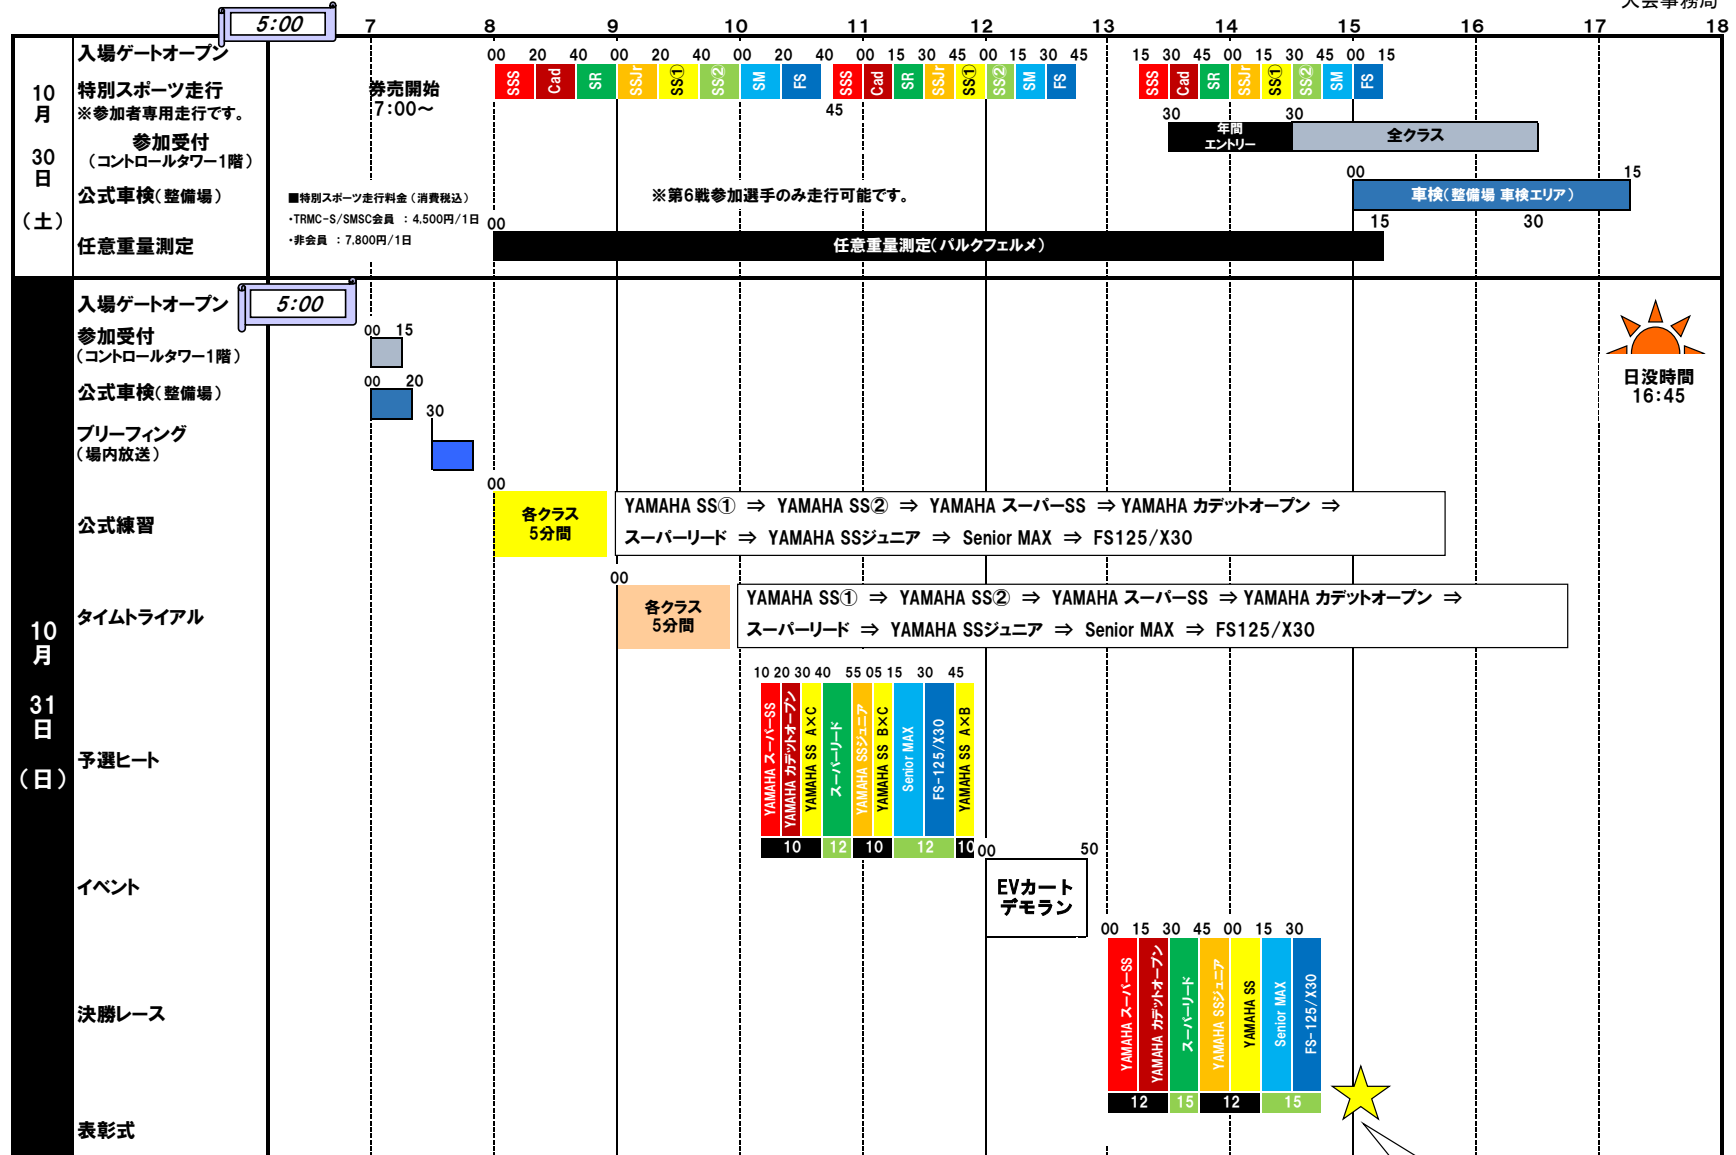 大会事務局
5:00
7 8 9 10 11 12 13 14 15 16 17 18
入場ゲートオープン
00 20 40 00 20 40 00 20 40 00 15 30 45 00 15 30 45 15 30 45 00 15 30 45 00 15
10月30日(土)
特別スポーツ走行
※参加者専用走行です。
券売開始
7:00～
SSS Cad SR SSJr SS① SS② SM FS SSS Cad SR SSJr SS① SS② SM FS SSS Cad SR SSJr SS① SS② SM FS
45
30 30
参加受付
(コントロールタワー1階)
年間
エントリー
全クラス
00 15
公式車検(整備場)
■特別スポーツ走行料金(消費税込)
・TRMC-S/SMSC会員 : 4,500円/1日
・非会員 : 7,800円/1日
※第6戦参加選手のみ走行可能です。
車検(整備場 車検エリア)
15 30
00
任意重量測定
任意重量測定(パルクフェルメ)
10月31日(日)
入場ゲートオープン
5:00
参加受付
(コントロールタワー1階)
00 15
日没時間
16:45
公式車検(整備場)
00 20
ブリーフィング
(場内放送)
30
00
公式練習
各クラス
5分間
YAMAHA SS① ⇒ YAMAHA SS② ⇒ YAMAHA スーパーSS ⇒ YAMAHA カデットオープン ⇒
スーパーリード ⇒ YAMAHA SSジュニア ⇒ Senior MAX ⇒ FS125/X30
00
タイムトライアル
各クラス
5分間
YAMAHA SS① ⇒ YAMAHA SS② ⇒ YAMAHA スーパーSS ⇒ YAMAHA カデットオープン ⇒
スーパーリード ⇒ YAMAHA SSジュニア ⇒ Senior MAX ⇒ FS125/X30
10 20 30 40 55 05 15 30 45
予選ヒート
YAMAHA スーパーSS
YAMAHA カデットオープン
YAMAHA SS A×C
スーパーリード
YAMAHA SSジュニア
YAMAHA SS B×C
Senior MAX
FS-125/X30
YAMAHA SS A×B
10 12 10 12 10
00 50
イベント
EVカート
デモラン
00 15 30 45 00 15 30
決勝レース
YAMAHA スーパーSS
YAMAHA カデットオープン
スーパーリード
YAMAHA SSジュニア
YAMAHA SS
Senior MAX
FS-125/X30
12 15 12 15
表彰式